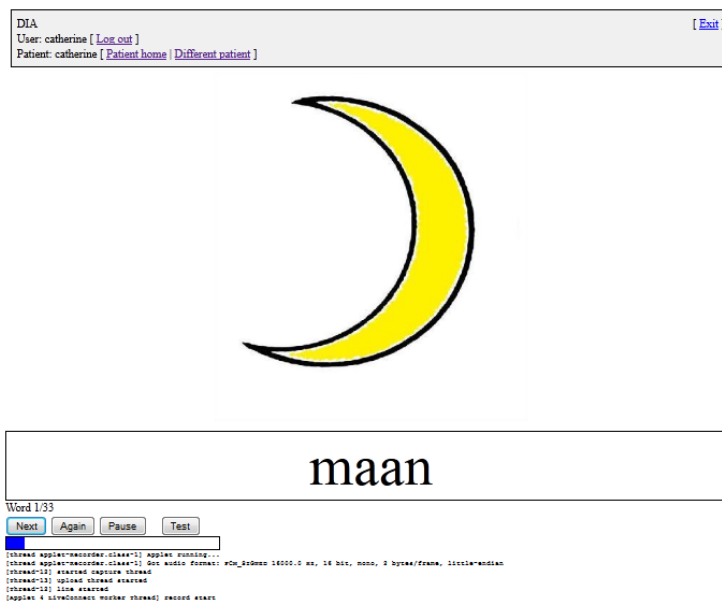 DIA [ Exit ]
User: catherine [ Log out ]
Patient: catherine [ Patient home | Different patient ]
maan
Word 1/33
Next Again Pause Test
[thread applet-recorder.class-1] applet running...
[thread applet-recorder.class-1] Got audio format: 16000.0 16 bit, mono, 2 bytes/frame, little-endian
[thread-12] started capture thread
[thread-13] upload thread started
[thread-12] line started
[applet 4 LiveConnect worker thread] record start